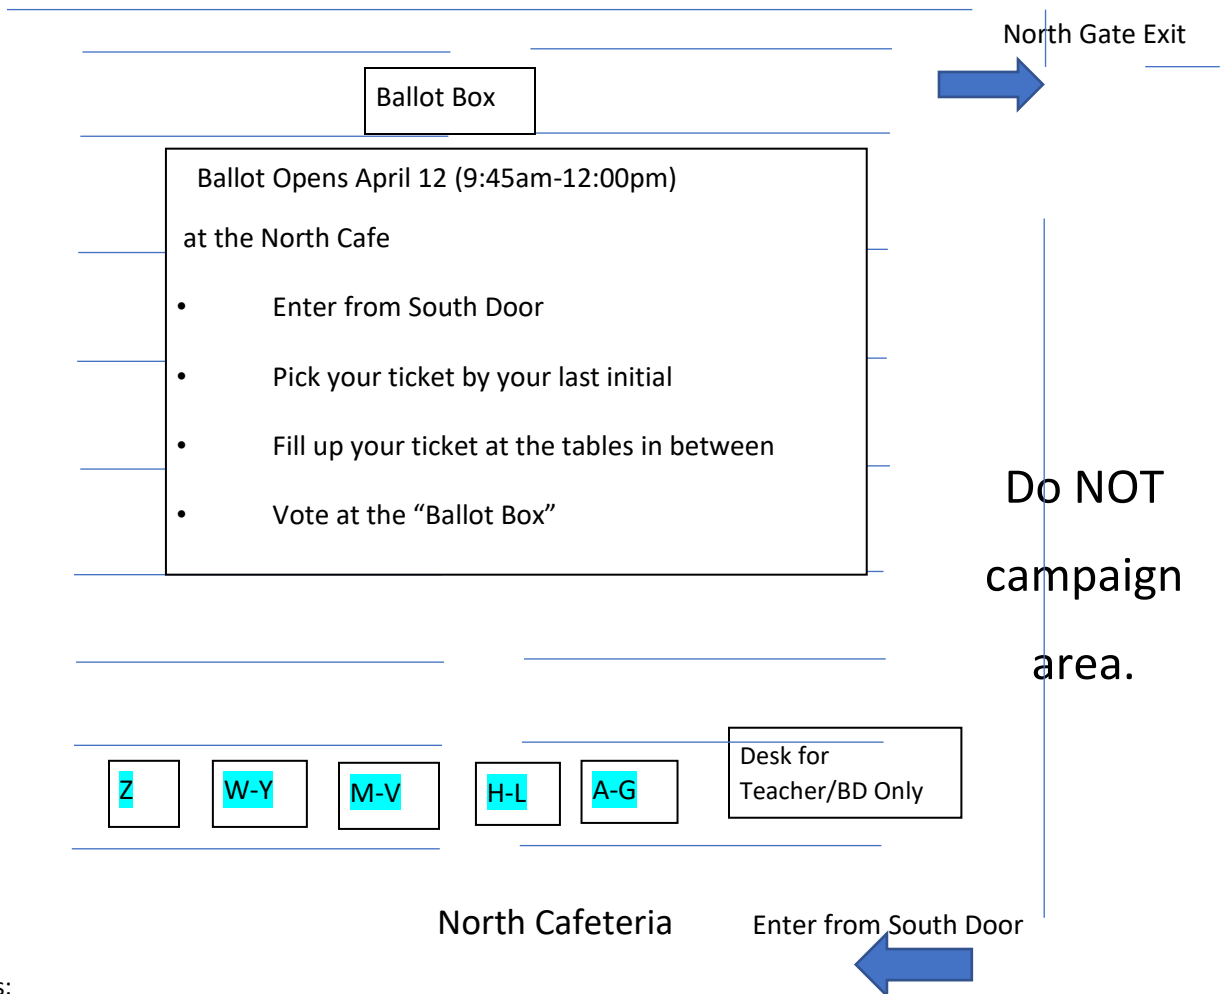 North Gate Exit
Ballot Box
Ballot Opens April 12 (9:45am-12:00pm)
at the North Cafe
• Enter from South Door
• Pick your ticket by your last initial
• Fill up your ticket at the tables in between
• Vote at the “Ballot Box”
Do NOT
campaign
area.
Desk for
Teacher/BD Only
Z
W-Y
M-V
H-L
A-G
North Cafeteria
Enter from South Door
s: